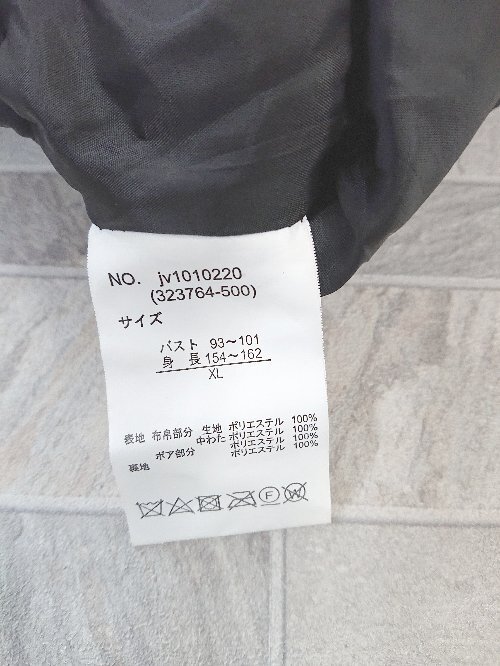 NO. jv1010220
(323764-500)
サイズ
バスト 93〜101
身 長 154〜162
XL
表地 布帛部分 生地 ポリエステル 100%
中わた ポリエステル 100%
ボア部分 ポリエステル 100%
裏地 ポリエステル 100%
F W